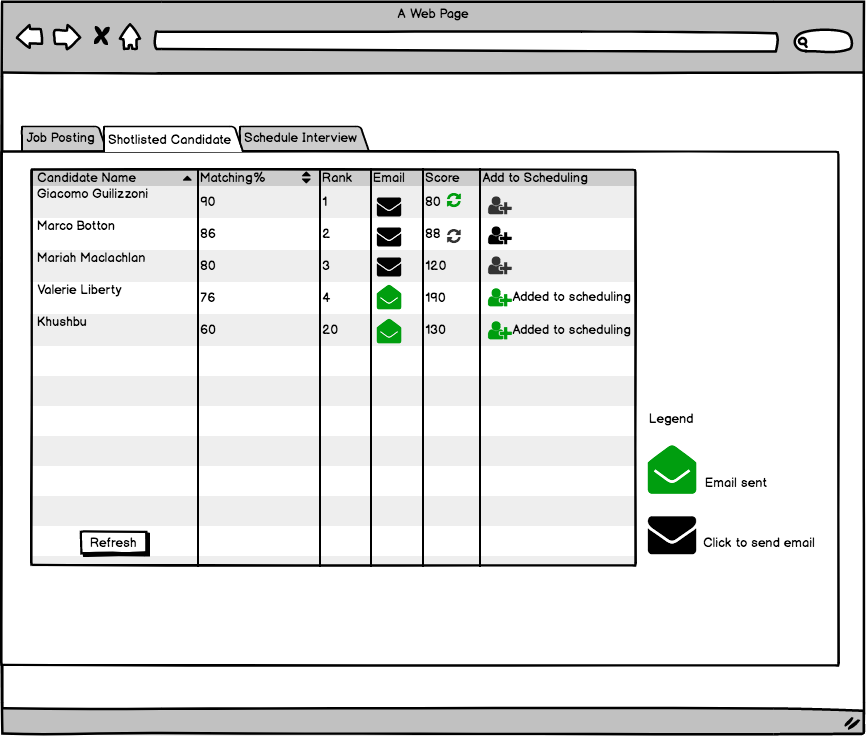 A Web Page
Job Posting
Shotlisted Candidate
Schedule Interview
Candidate Name Matching% Rank Email Score Add to Scheduling
Giacomo Guilizzoni 90 1 80
Marco Botton 86 2 88
Mariah Maclachlan 80 3 120
Valerie Liberty 76 4 190 Added to scheduling
Khushbu 60 20 130 Added to scheduling
Legend
Email sent
Click to send email
Refresh